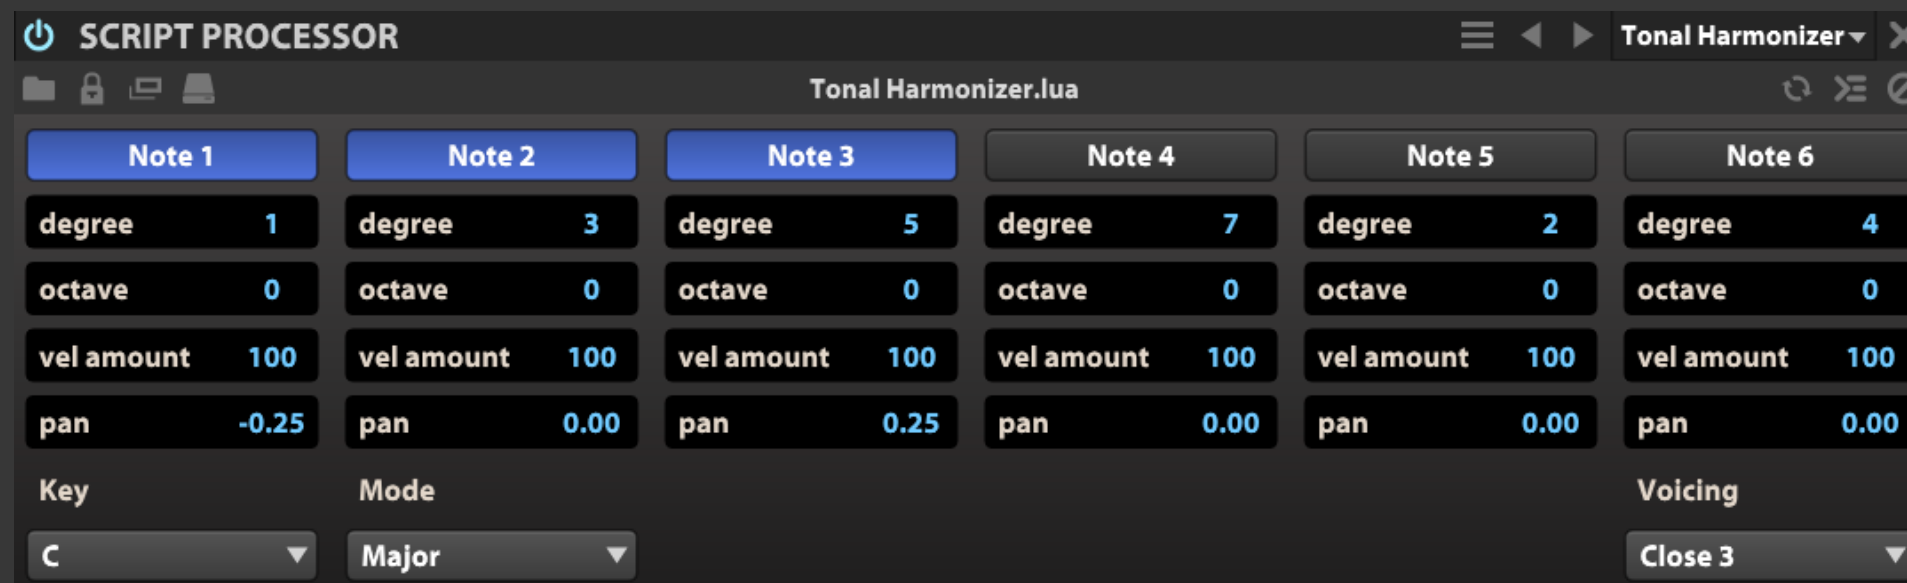 SCRIPT PROCESSOR Tonal Harmonizer
Tonal Harmonizer.lua
Note 1 Note 2 Note 3 Note 4 Note 5 Note 6
degree 1 degree 3 degree 5 degree 7 degree 2 degree 4
octave 0 octave 0 octave 0 octave 0 octave 0 octave 0
vel amount 100 vel amount 100 vel amount 100 vel amount 100 vel amount 100 vel amount 100
pan -0.25 pan 0.00 pan 0.25 pan 0.00 pan 0.00 pan 0.00
Key Mode Voicing
C Major Close 3